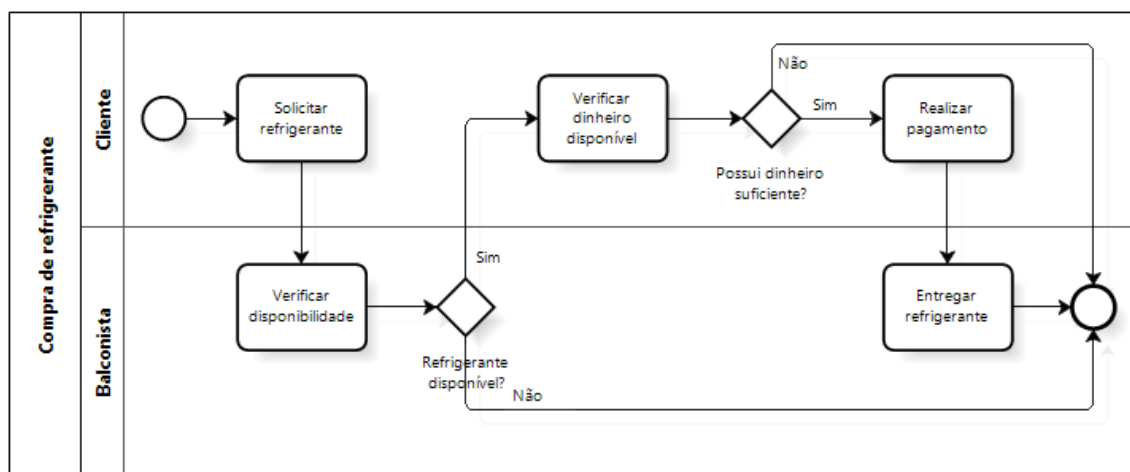 Compra de refrigrerante
Cliente
Solicitar
refrigerante
Verificar
dinheiro
disponível
Possui dinheiro
suficiente?
Não
Sim
Realizar
pagamento
Balconista
Verificar
disponibilidade
Refrigerante
disponível?
Sim
Não
Entregar
refrigerante